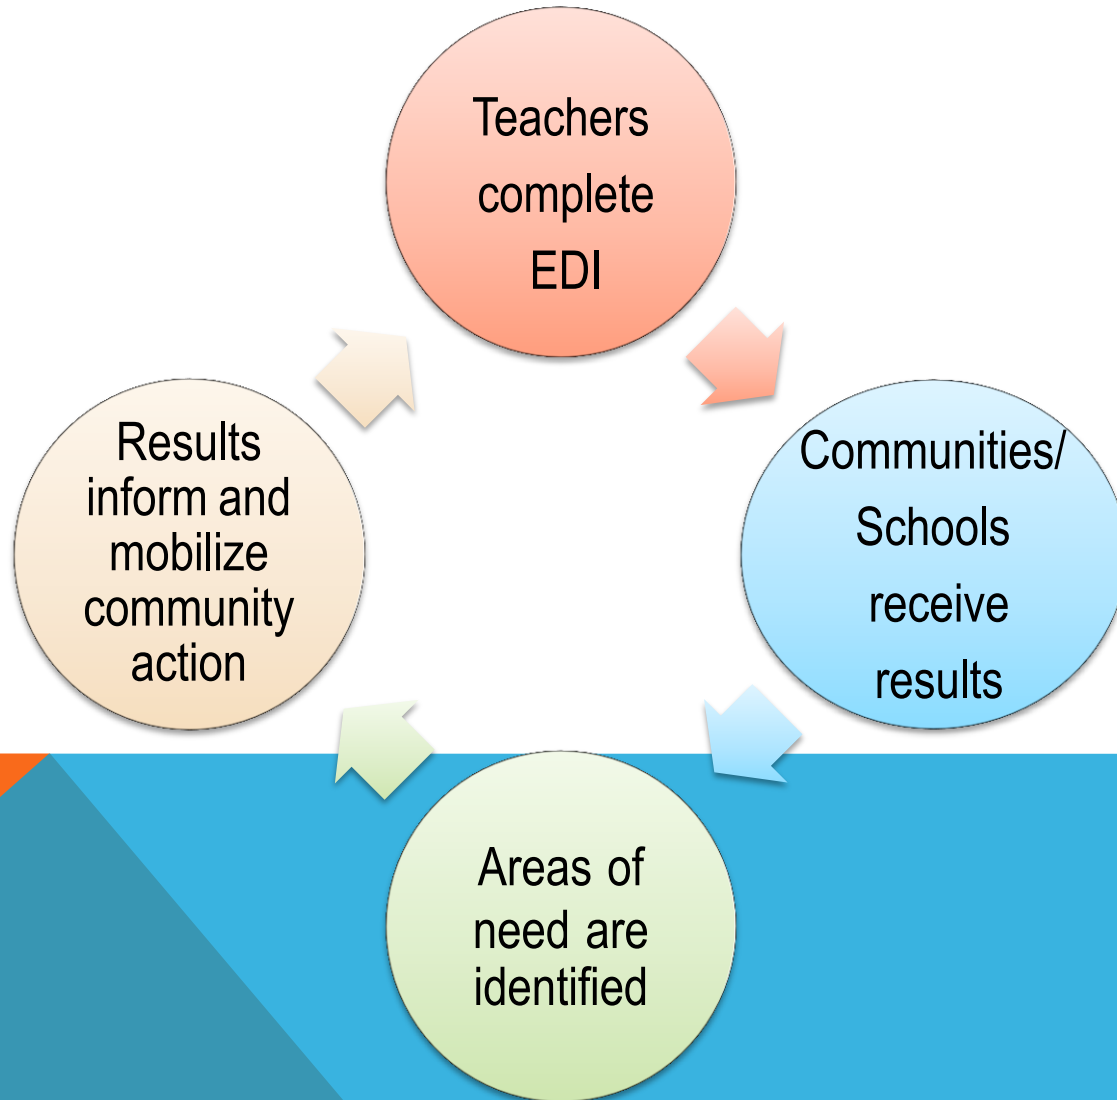 Teachers
complete
EDI
Communities/
Schools
receive
results
Areas of
need are
identified
Results
inform and
mobilize
community
action